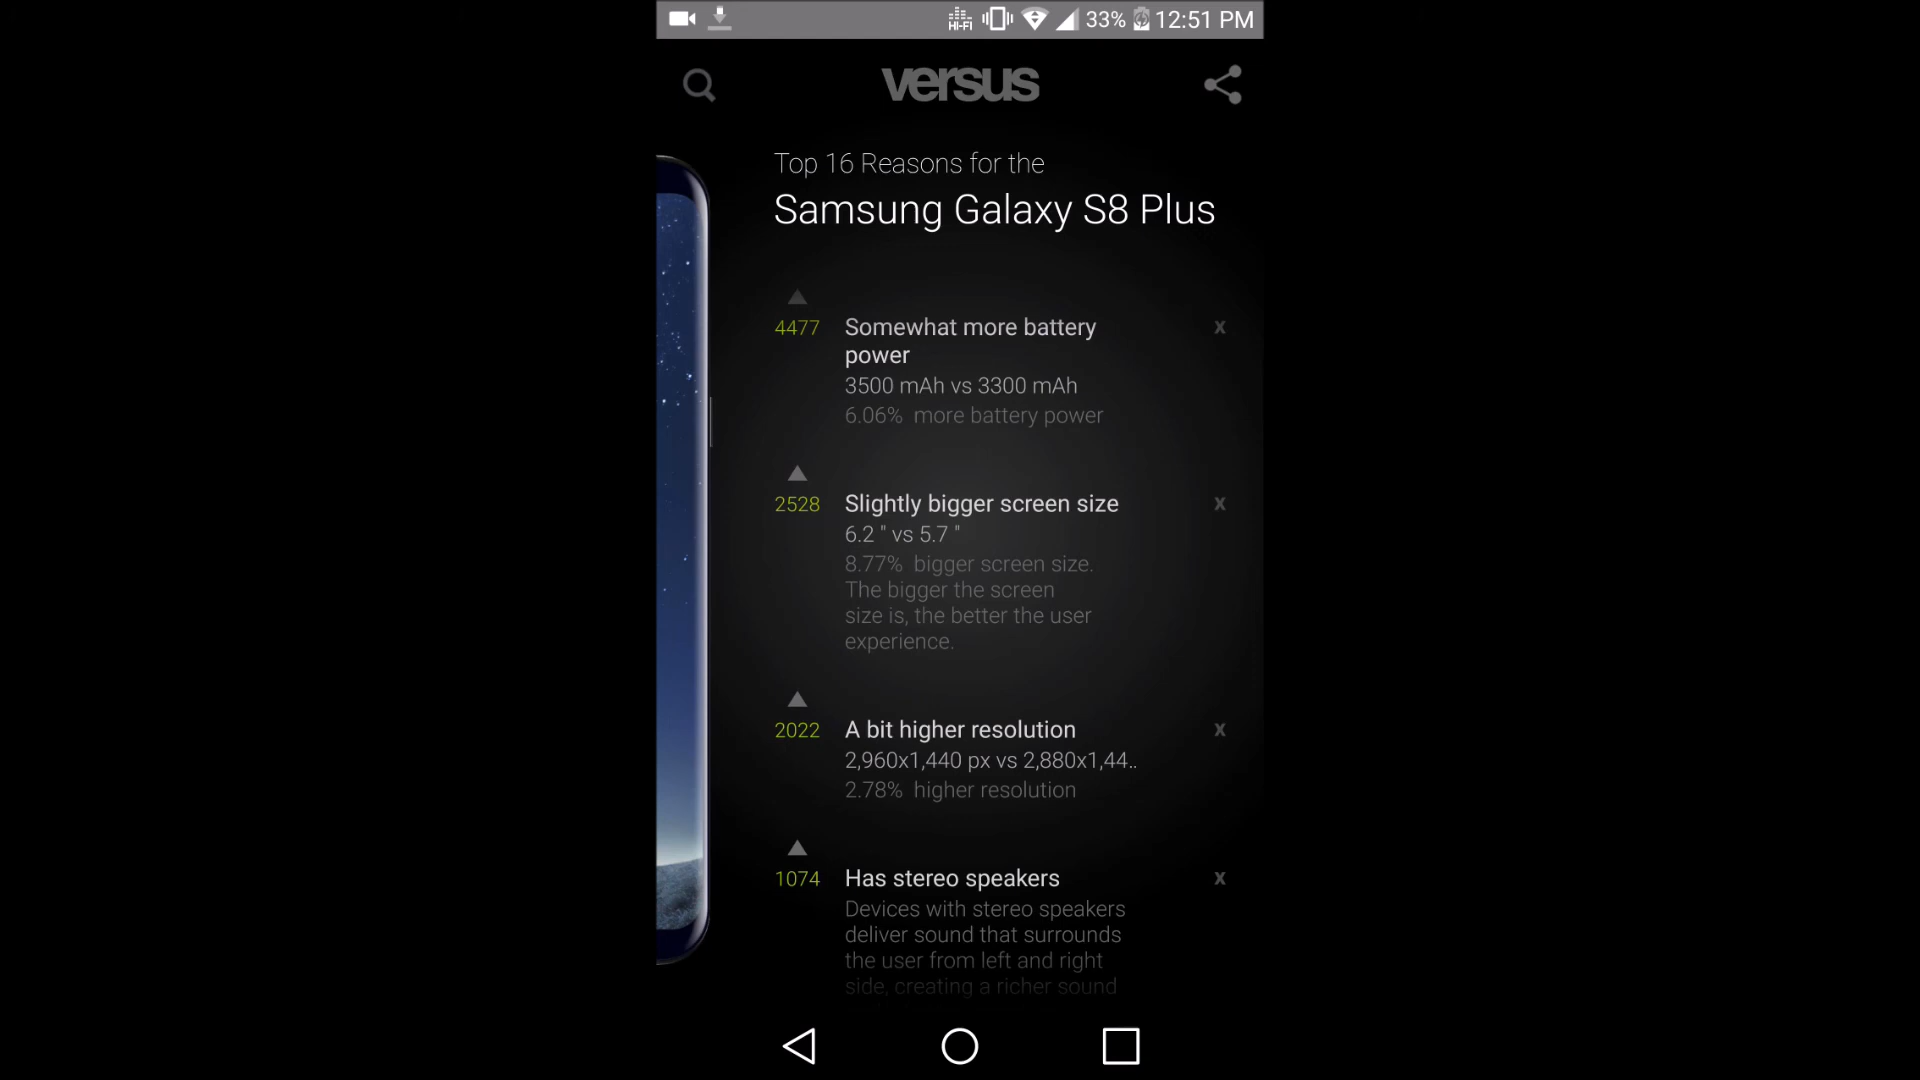 HI-FI 33% 12:51 PM
versus
Top 16 Reasons for the
Samsung Galaxy S8 Plus
4477 Somewhat more battery x
power
3500 mAh vs 3300 mAh
6.06% more battery power
2528 Slightly bigger screen size x
6.2 " vs 5.7 "
8.77% bigger screen size.
The bigger the screen
size is, the better the user
experience.
2022 A bit higher resolution x
2,960x1,440 px vs 2,880x1,44..
2.78% higher resolution
1074 Has stereo speakers x
Devices with stereo speakers
deliver sound that surrounds
the user from left and right
side, creating a richer sound